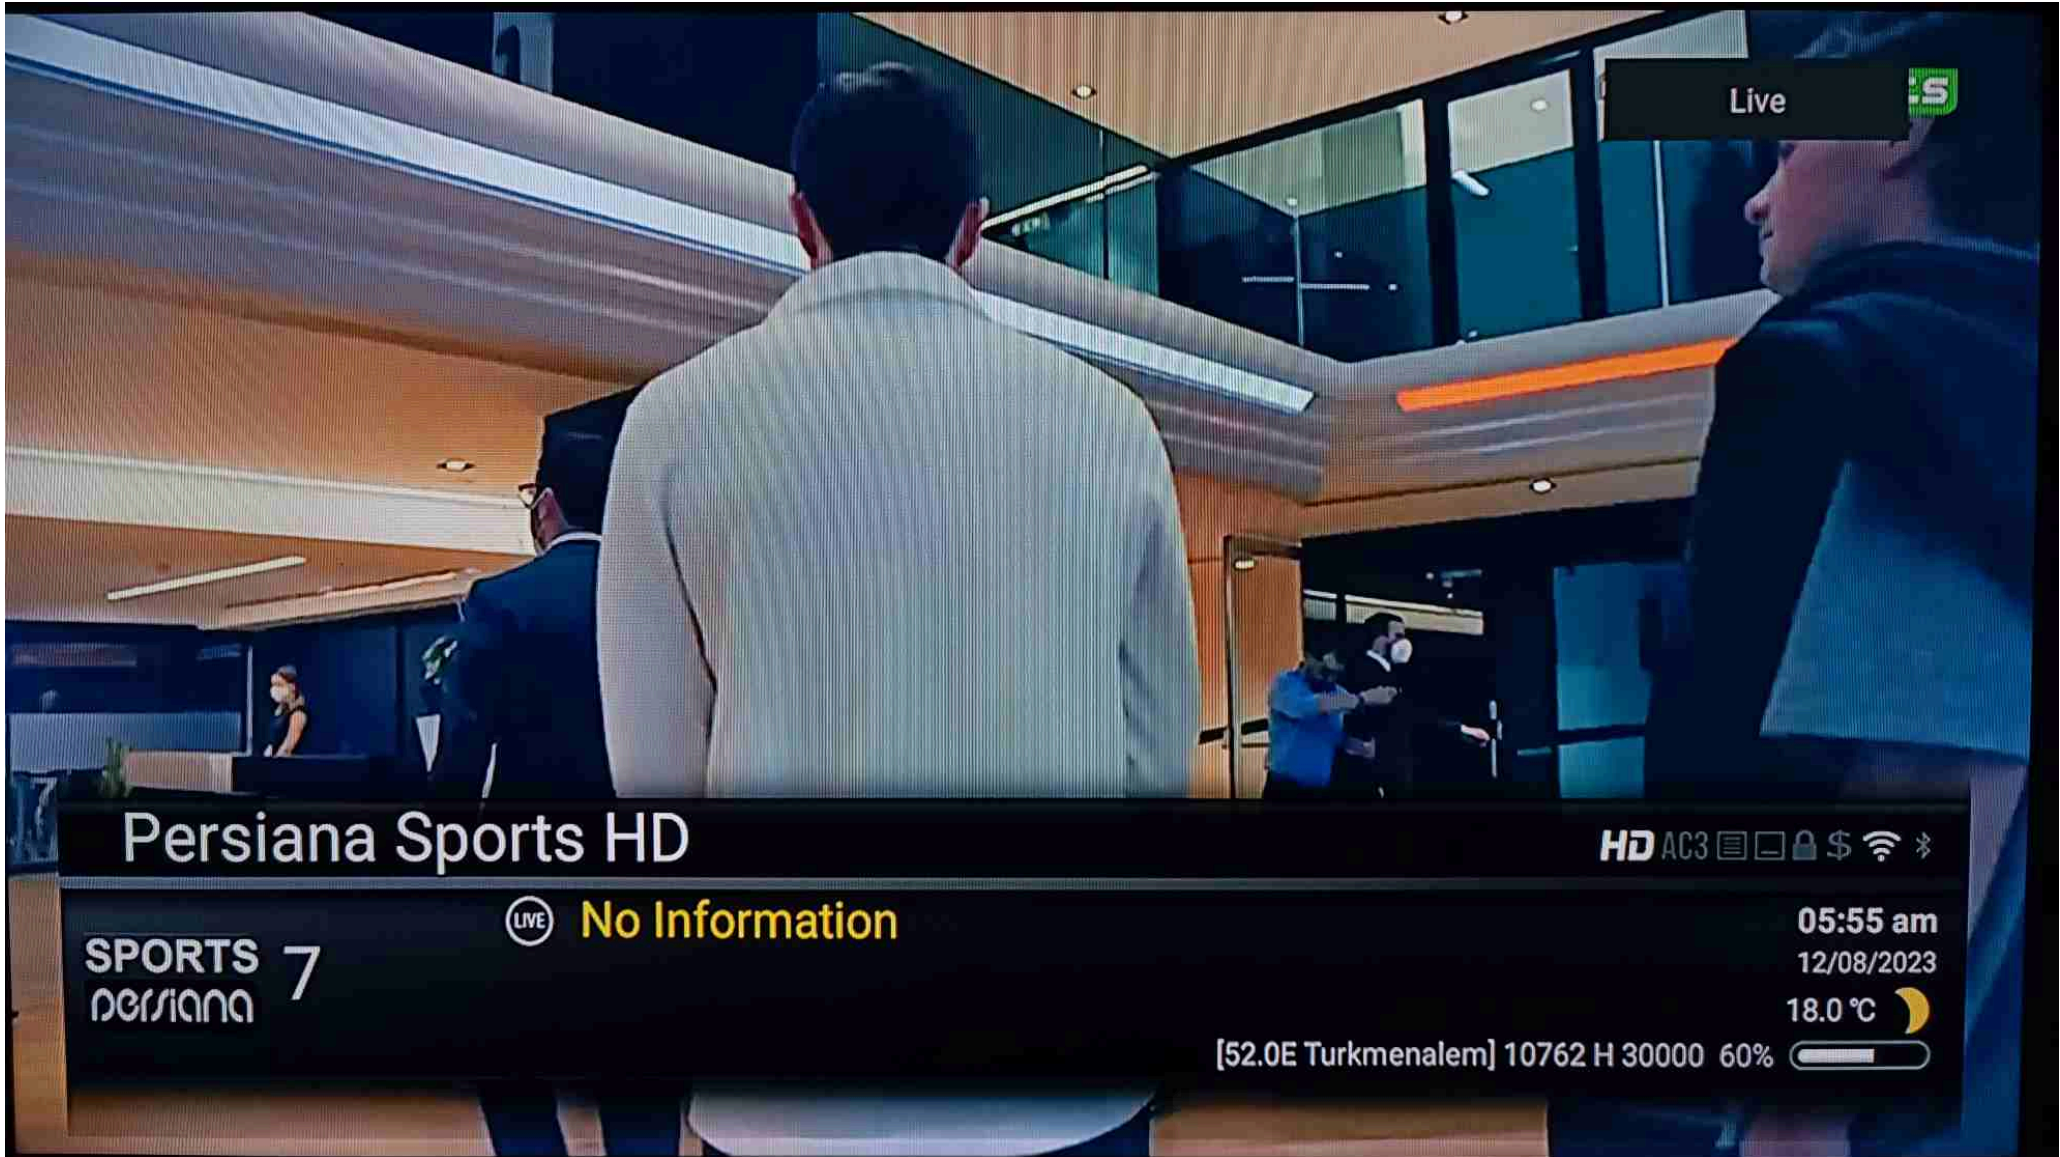 Live
S
Persiana Sports HD
HD AC3 $
LIVE No Information
SPORTS
persiana
7
05:55 am
12/08/2023
18.0 °C
[52.0E Turkmenalem] 10762 H 30000 60%